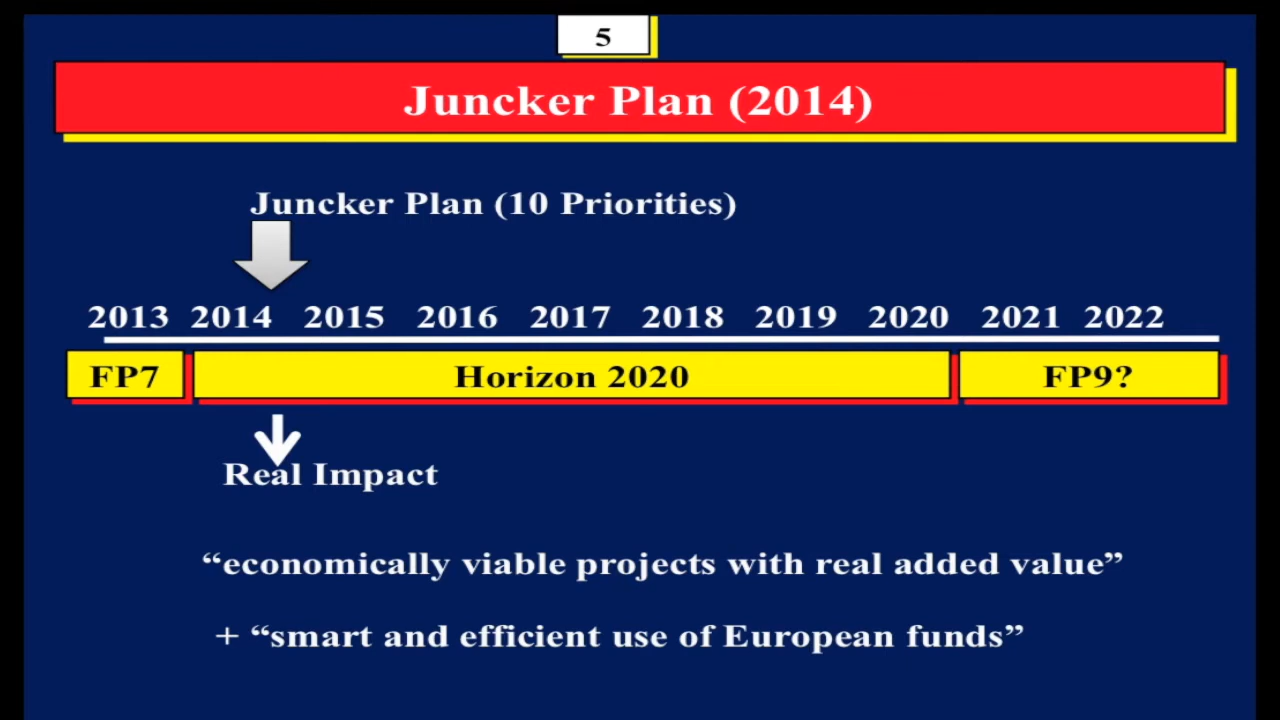 5
Juncker Plan (2014)
Juncker Plan (10 Priorities)
2013 2014 2015 2016 2017 2018 2019 2020 2021 2022
FP7 Horizon 2020 FP9?
Real Impact
“economically viable projects with real added value”
+ “smart and efficient use of European funds”